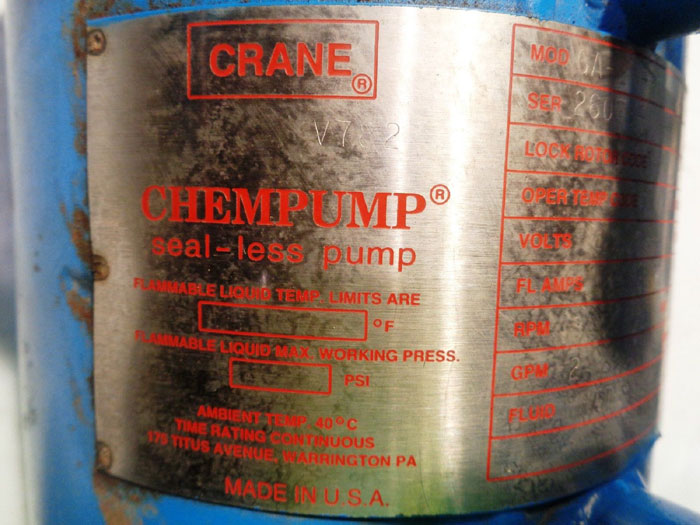 CRANE®
CHEMPUMP®
seal-less pump
FLAMMABLE LIQUID TEMP. LIMITS ARE
°F
FLAMMABLE LIQUID MAX. WORKING PRESS.
PSI
AMBIENT TEMP. 40°C
TIME RATING CONTINUOUS
175 TITUS AVENUE, WARRINGTON PA
MADE IN U.S.A.
MOD
SER.
LOCK ROTOR CODE
OPER TEMP CODE
VOLTS
FL AMPS
RPM
GPM
FLUID